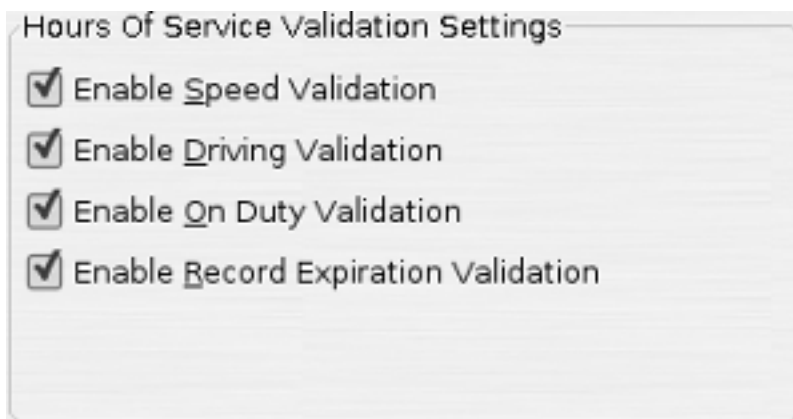 Hours Of Service Validation Settings
Enable Speed Validation
Enable Driving Validation
Enable On Duty Validation
Enable Record Expiration Validation